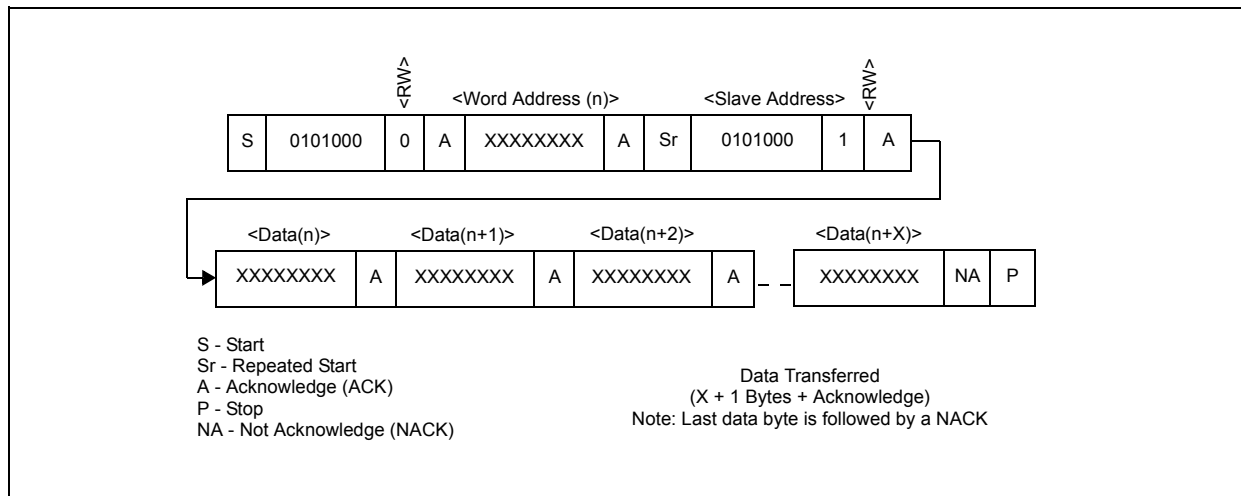 <RW> <Word Address (n)> <Slave Address> <RW>
S 0101000 0 A XXXXXXXX A Sr 0101000 1 A
<Data(n)> <Data(n+1)> <Data(n+2)> <Data(n+X)>
XXXXXXXX A XXXXXXXX A XXXXXXXX A XXXXXXXX NA P
S - Start
Sr - Repeated Start
A - Acknowledge (ACK)
P - Stop
NA - Not Acknowledge (NACK)
Data Transferred
(X + 1 Bytes + Acknowledge)
Note: Last data byte is followed by a NACK